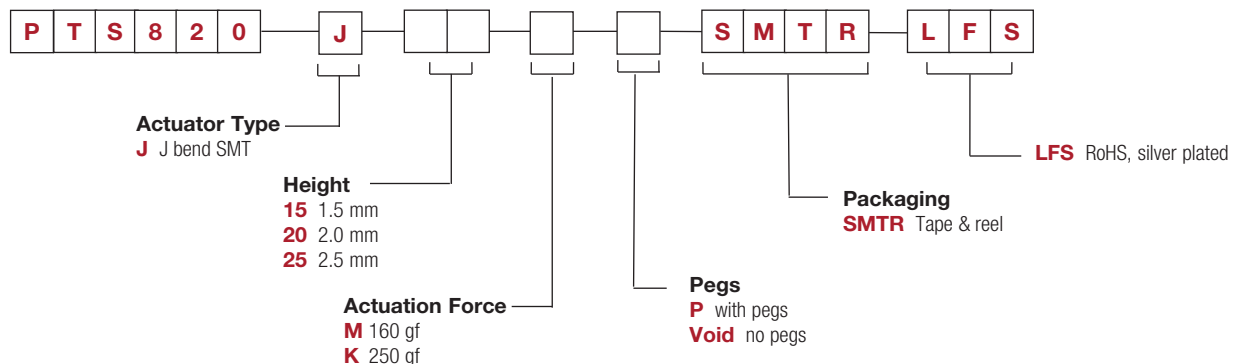 P T S 8 2 0 J S M T R L F S
Actuator Type
J J bend SMT
Height
15 1.5 mm
20 2.0 mm
25 2.5 mm
Actuation Force
M 160 gf
K 250 gf
Pegs
P with pegs
Void no pegs
Packaging
SMTR Tape & reel
LFS RoHS, silver plated